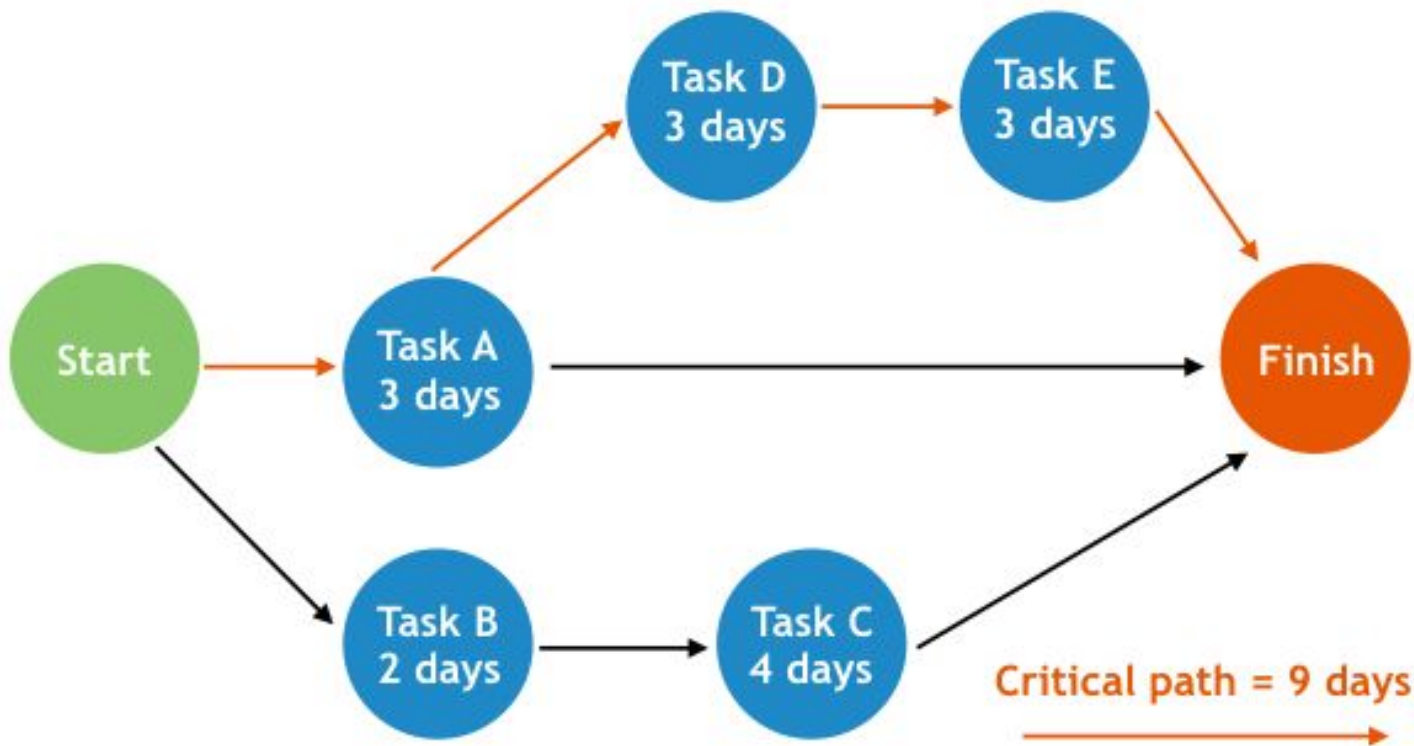 Task D
3 days
Task E
3 days
Start
Task A
3 days
Finish
Task B
2 days
Task C
4 days
Critical path = 9 days